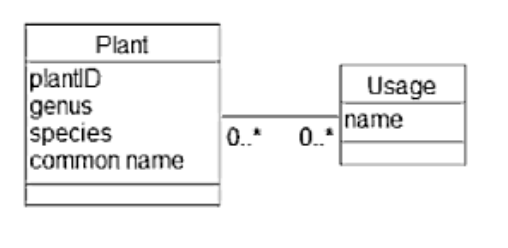 Plant
plantID
genus
species
common name
0..*
0..*
Usage
name